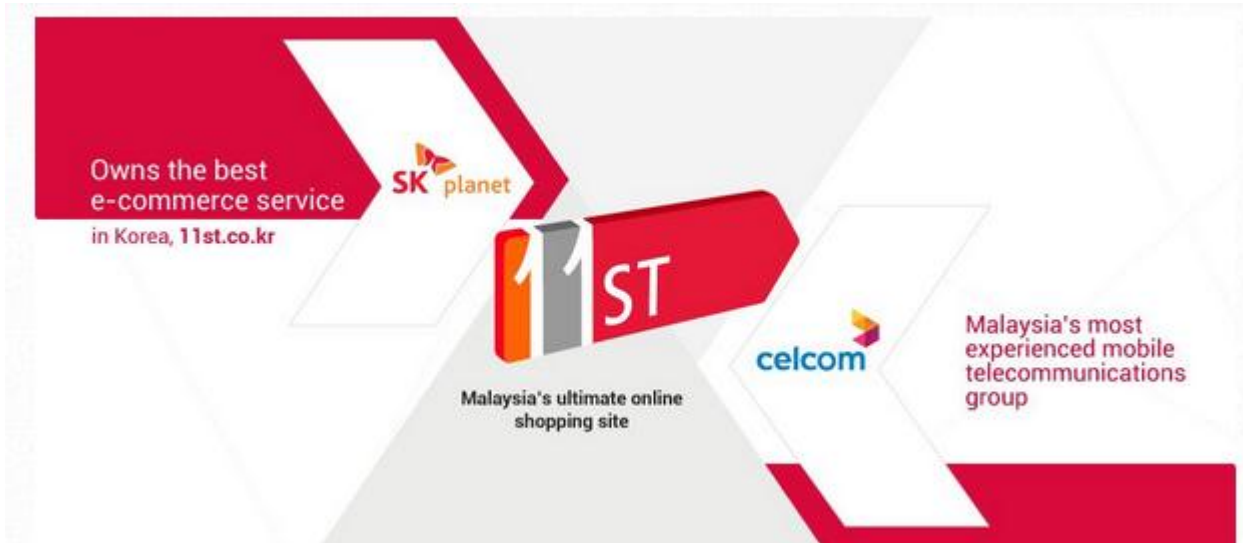 Owns the best
e-commerce service
in Korea, 11st.co.kr
SK planet
11ST
Malaysia's ultimate online
shopping site
celcom
Malaysia's most
experienced mobile
telecommunications
group